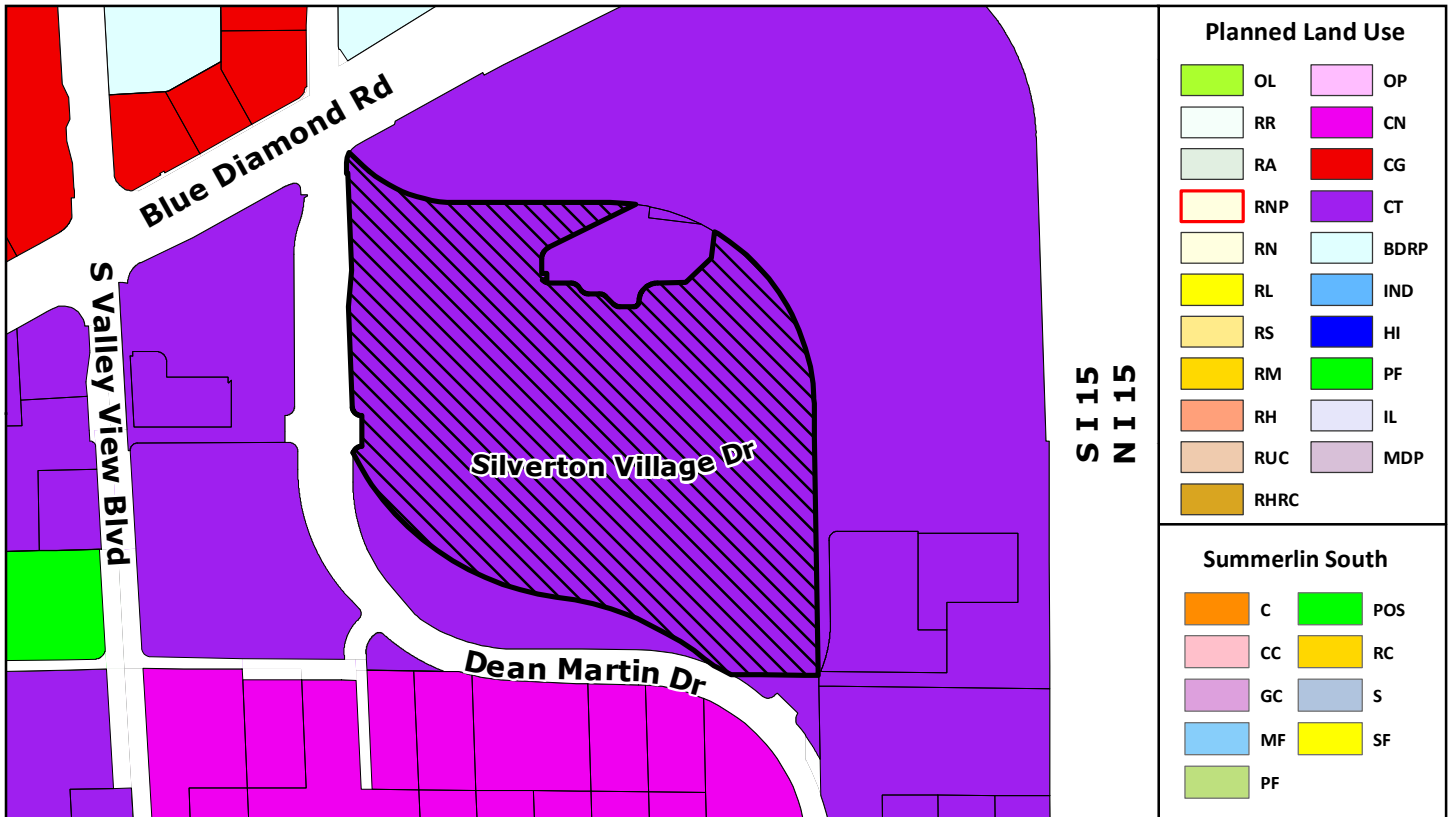 Blue Diamond Rd
S Valley View Blvd
Silverton Village Dr
Dean Martin Dr
S I 15
N I 15
Planned Land Use
OL
OP
RR
CN
RA
CG
RNP
CT
RN
BDRP
RL
IND
RS
HI
RM
PF
RH
IL
RUC
MDP
RHRC
Summerlin South
C
POS
CC
RC
GC
S
MF
SF
PF